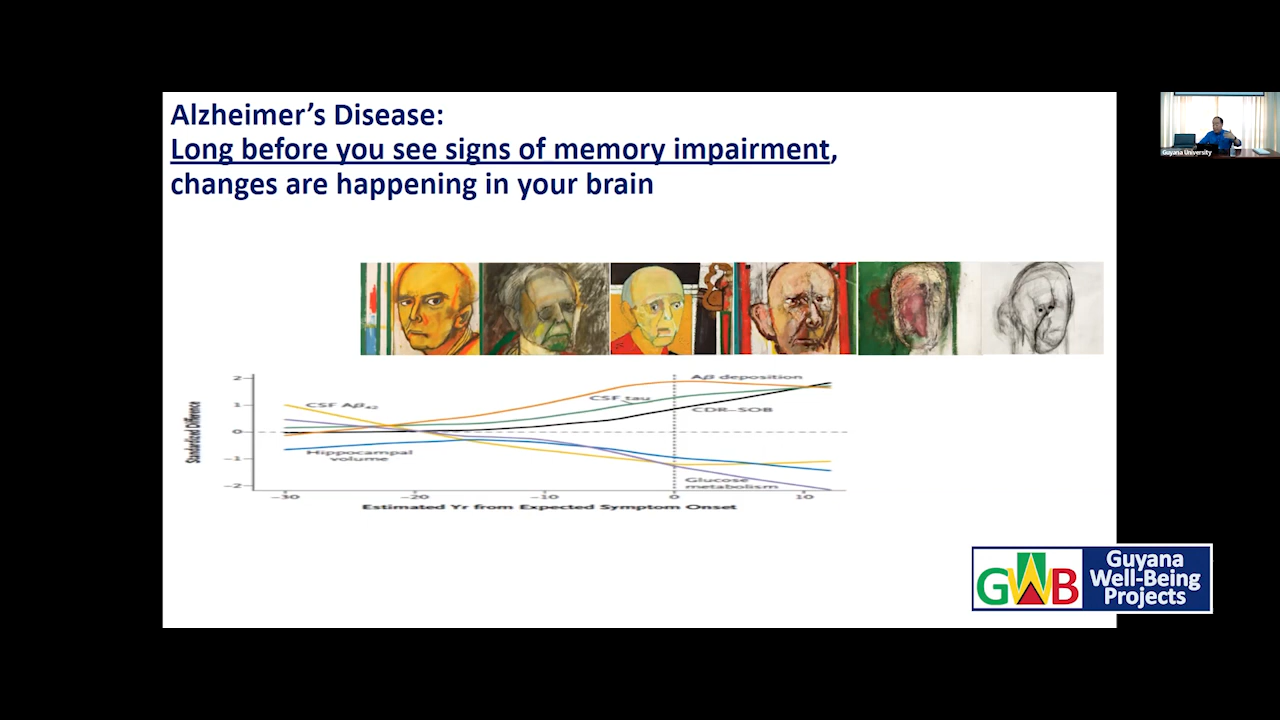 Alzheimer's Disease:
Long before you see signs of memory impairment,
changes are happening in your brain
Guyana University
2
1
0
−1
−2
Standardized Difference
CSF Aβ42
Hippocampal
volume
CSF tau
Aβ deposition
CDR–SOB
Glucose
metabolism
−30
−20
−10
0
10
Estimated Yr from Expected Symptom Onset
GWB
Guyana
Well-Being
Projects